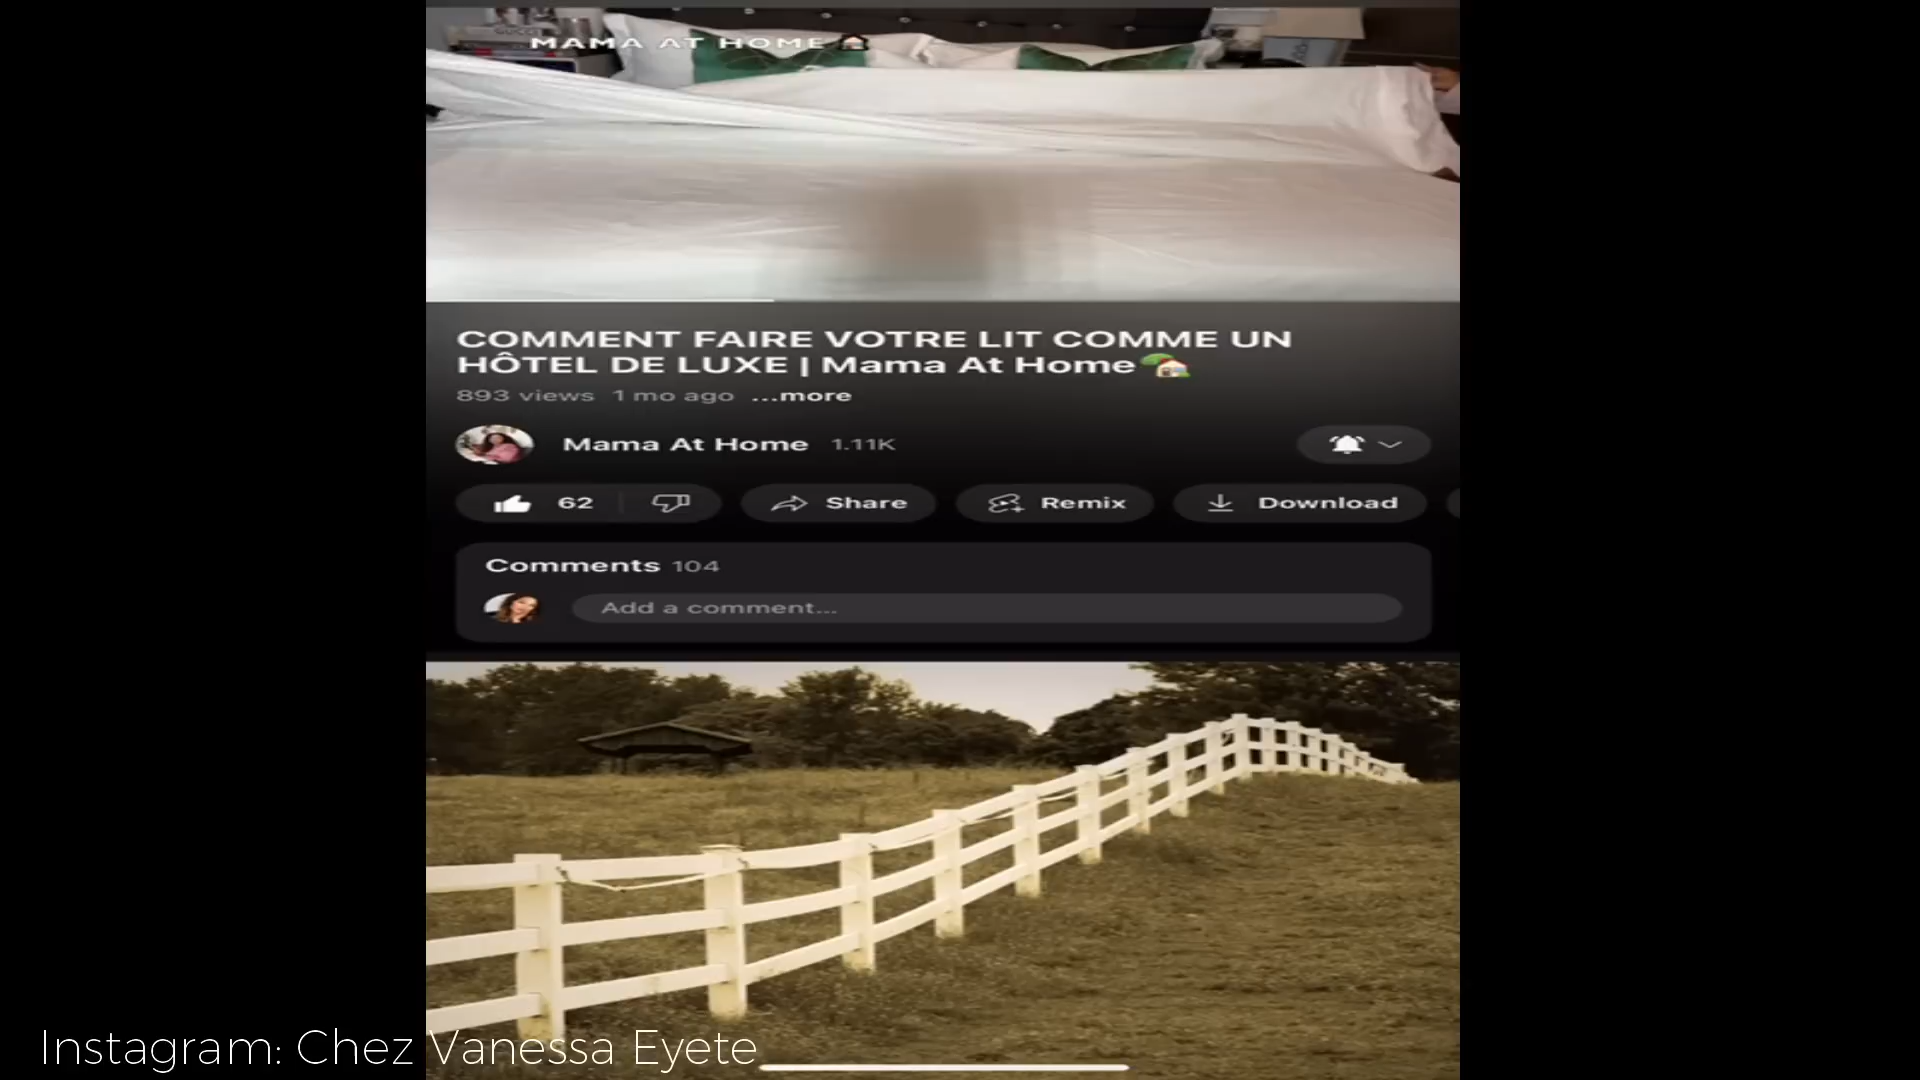 MAMA AT HOME
COMMENT FAIRE VOTRE LIT COMME UN
HÔTEL DE LUXE | Mama At Home
893 views 1 mo ago ...more
Mama At Home 1.11K
62 Share Remix Download
Comments 104
Add a comment...
Instagram: Chez Vanessa Eyete